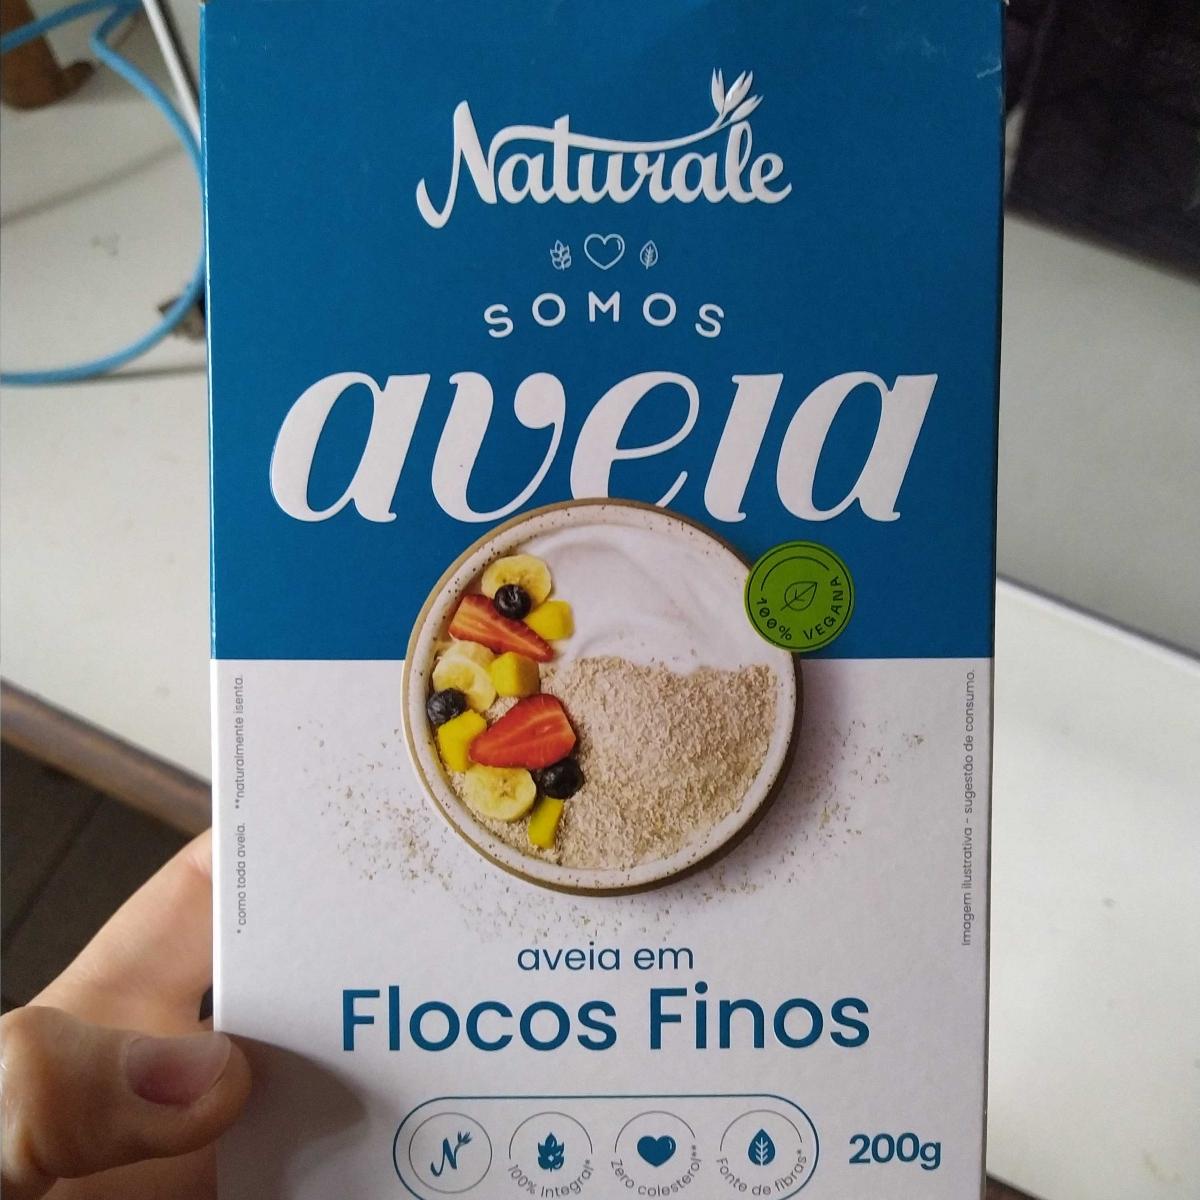 Naturale
SOMOS
aveia
100% VEGANA
* como toda aveia. **naturalmente isenta.
Imagem ilustrativa - sugestão de consumo.
aveia em
Flocos Finos
N
100% Integral*
Zero colesterol**
Fonte de fibras*
200g